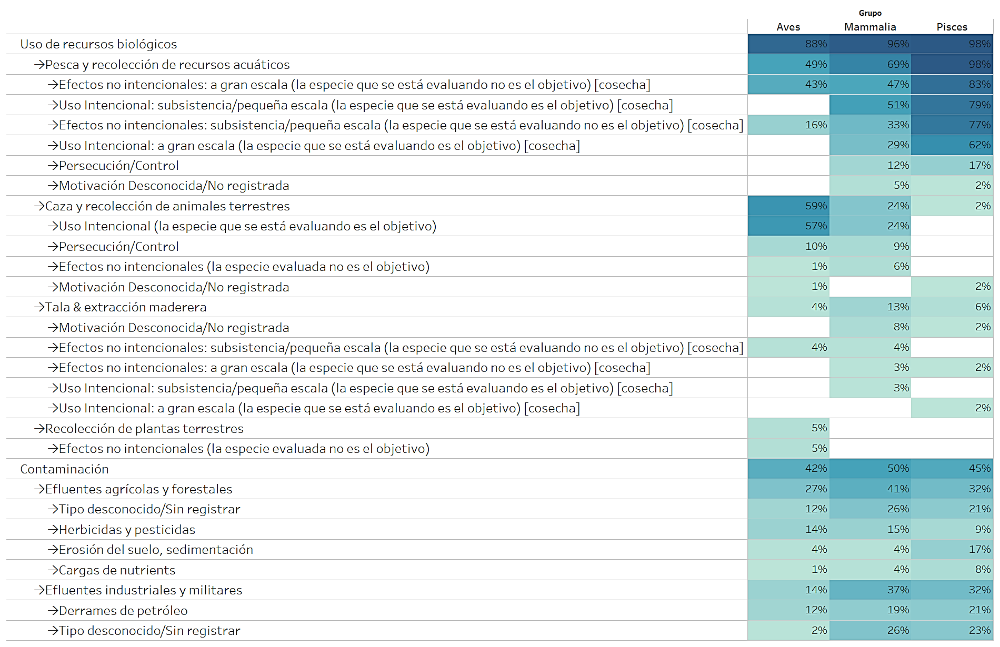 Grupo
Aves Mammalia Pisces
Uso de recursos biológicos 88% 96% 98%
→Pesca y recolección de recursos acuáticos 49% 69% 98%
→Efectos no intencionales: a gran escala (la especie que se está evaluando no es el objetivo) [cosecha] 43% 47% 83%
→Uso Intencional: subsistencia/pequeña escala (la especie que se está evaluando es el objetivo) [cosecha] 51% 79%
→Efectos no intencionales: subsistencia/pequeña escala (la especie que se está evaluando no es el objetivo) [cosecha] 16% 33% 77%
→Uso Intencional: a gran escala (la especie que se está evaluando es el objetivo) [cosecha] 29% 62%
→Persecución/Control 12% 17%
→Motivación Desconocida/No registrada 5% 2%
→Caza y recolección de animales terrestres 59% 24% 2%
→Uso Intencional (la especie que se está evaluando es el objetivo) 57% 24%
→Persecución/Control 10% 9%
→Efectos no intencionales (la especie evaluada no es el objetivo) 1% 6%
→Motivación Desconocida/No registrada 1% 2%
→Tala & extracción maderera 4% 13% 6%
→Motivación Desconocida/No registrada 8% 2%
→Efectos no intencionales: subsistencia/pequeña escala (la especie que se está evaluando no es el objetivo) [cosecha] 4% 4%
→Efectos no intencionales: a gran escala (la especie que se está evaluando no es el objetivo) [cosecha] 3% 2%
→Uso Intencional: subsistencia/pequeña escala (la especie que se está evaluando es el objetivo) [cosecha] 3%
→Uso Intencional: a gran escala (la especie que se está evaluando es el objetivo) [cosecha] 2%
→Recolección de plantas terrestres 5%
→Efectos no intencionales (la especie evaluada no es el objetivo) 5%
Contaminación 42% 50% 45%
→Efluentes agrícolas y forestales 27% 41% 32%
→Tipo desconocido/Sin registrar 12% 26% 21%
→Herbicidas y pesticidas 14% 15% 9%
→Erosión del suelo, sedimentación 4% 4% 17%
→Cargas de nutrients 1% 4% 8%
→Efluentes industriales y militares 14% 37% 32%
→Derrames de petróleo 12% 19% 21%
→Tipo desconocido/Sin registrar 2% 26% 23%